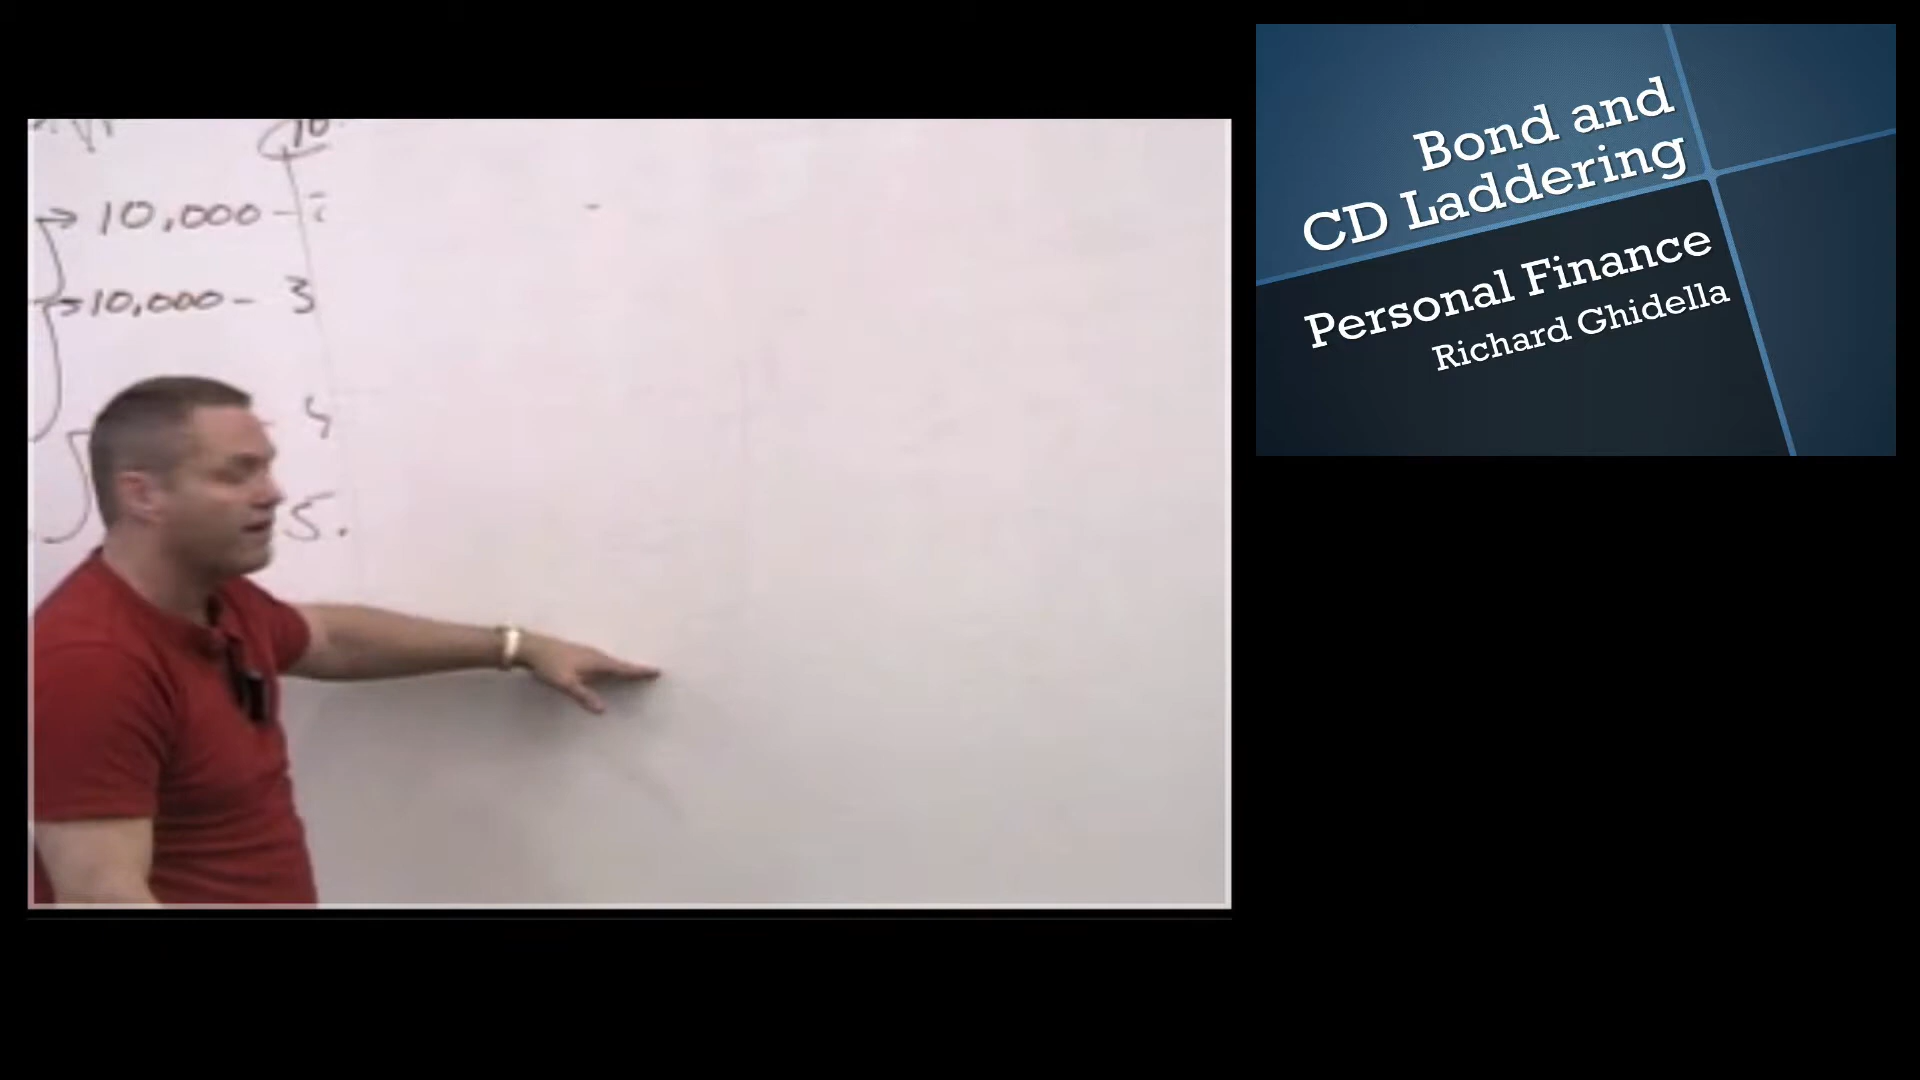 10,000 -
10,000 - 3
4
5.
Bond and
CD Laddering
Personal Finance
Richard Ghidella